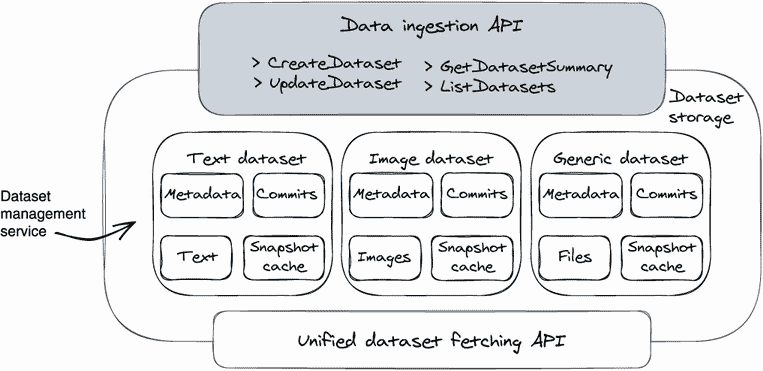 Data ingestion API
> CreateDataset
> UpdateDataset
> GetDatasetSummary
> ListDatasets
Dataset
storage
Text dataset
Metadata
Commits
Text
Snapshot
cache
Image dataset
Metadata
Commits
Images
Snapshot
cache
Generic dataset
Metadata
Commits
Files
Snapshot
cache
Dataset
management
service
Unified dataset fetching API